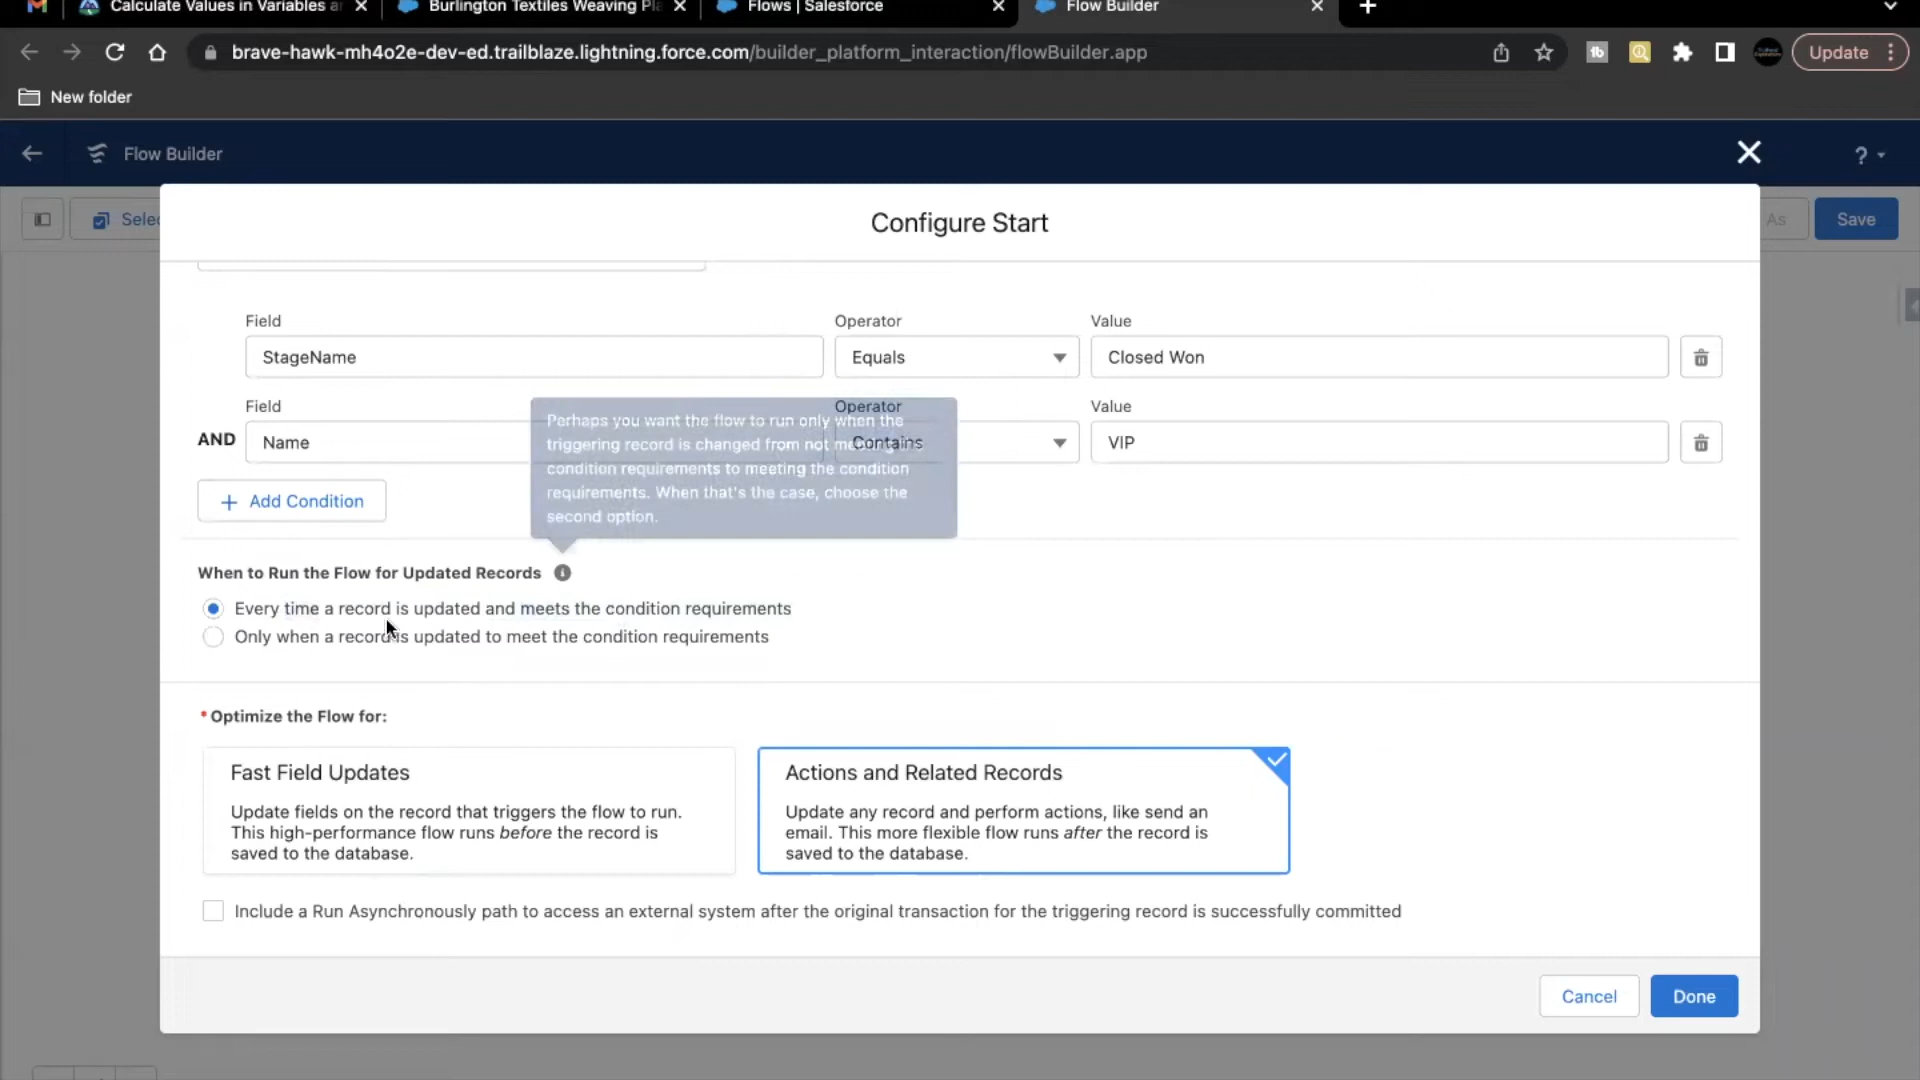 Calculate Values in Variables a
Burlington Textiles Weaving Pla
Flows | Salesforce
Flow Builder
brave-hawk-mh4o2e-dev-ed.trailblaze.lightning.force.com/builder_platform_interaction/flowBuilder.app
Update
New folder
Flow Builder
?
Selec
As
Save
Configure Start
Field
Operator
Value
StageName
Equals
Closed Won
Field
Operator
Value
AND
Name
Contains
VIP
Perhaps you want the flow to run only when the
triggering record is changed from not meeting the
condition requirements to meeting the condition
requirements. When that's the case, choose the
second option.
+ Add Condition
When to Run the Flow for Updated Records
Every time a record is updated and meets the condition requirements
Only when a record is updated to meet the condition requirements
* Optimize the Flow for:
Fast Field Updates
Update fields on the record that triggers the flow to run.
This high-performance flow runs before the record is
saved to the database.
Actions and Related Records
Update any record and perform actions, like send an
email. This more flexible flow runs after the record is
saved to the database.
Include a Run Asynchronously path to access an external system after the original transaction for the triggering record is successfully committed
Cancel
Done